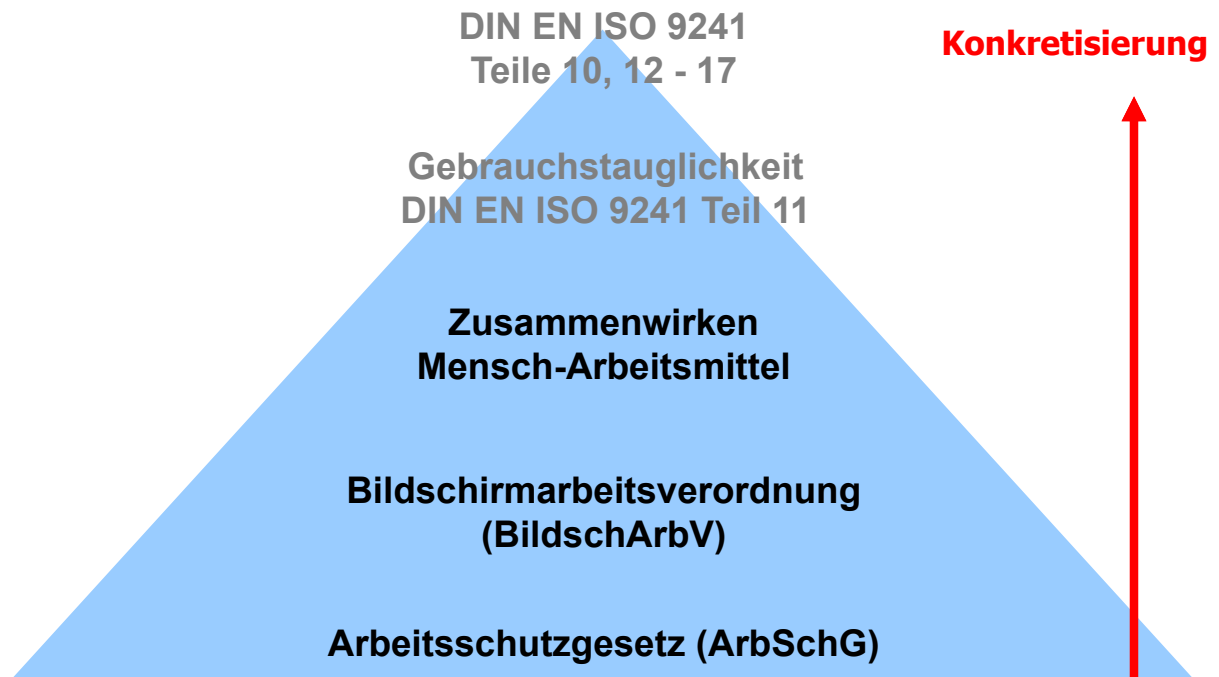 DIN EN ISO 9241
Teile 10, 12 - 17
Konkretisierung
Gebrauchstauglichkeit
DIN EN ISO 9241 Teil 11
Zusammenwirken
Mensch-Arbeitsmittel
Bildschirmarbeitsverordnung
(BildschArbV)
Arbeitsschutzgesetz (ArbSchG)